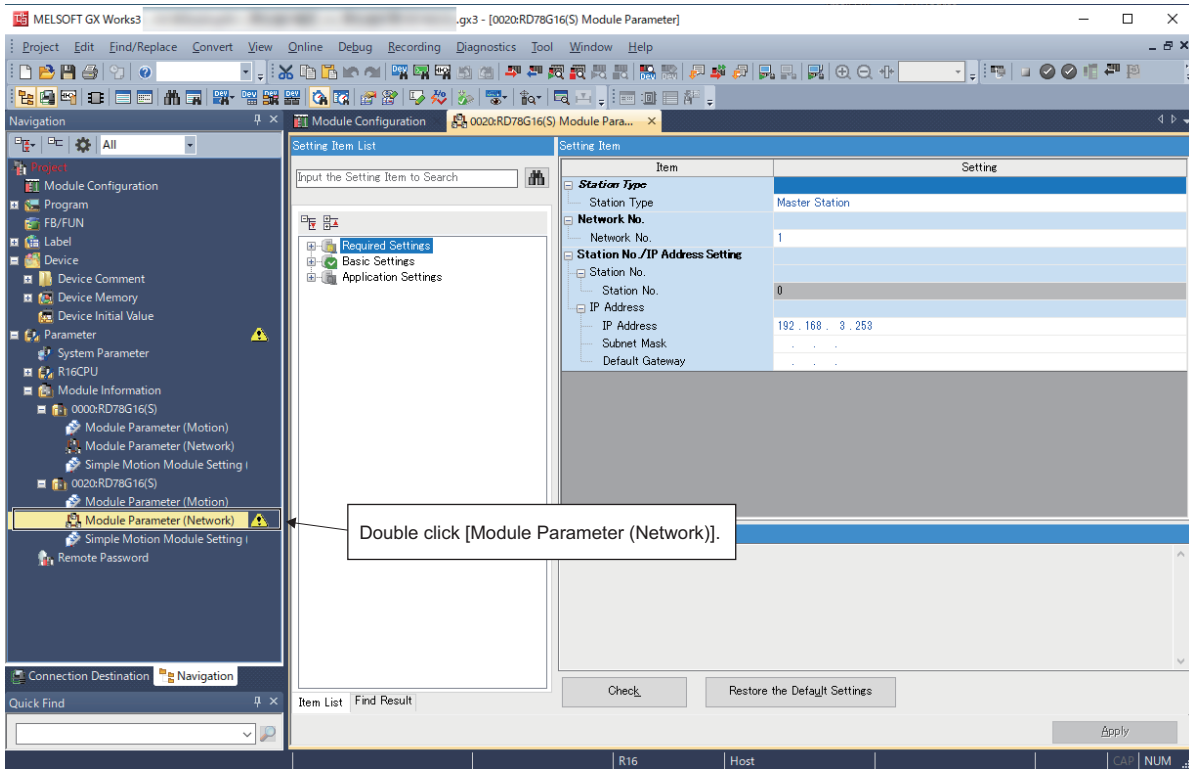 MELSOFT GX Works3 .gx3 - [0020:RD78G16(S) Module Parameter]
Project Edit Find/Replace Convert View Online Debug Recording Diagnostics Tool Window Help
Navigation
Module Configuration
0020:RD78G16(S) Module Para...
All
Project
Module Configuration
Program
FB/FUN
Label
Device
Device Comment
Device Memory
Device Initial Value
Parameter
System Parameter
R16CPU
Module Information
0000:RD78G16(S)
Module Parameter (Motion)
Module Parameter (Network)
Simple Motion Module Setting (
0020:RD78G16(S)
Module Parameter (Motion)
Module Parameter (Network)
Simple Motion Module Setting (
Remote Password
Connection Destination Navigation
Quick Find
Setting Item List
Input the Setting Item to Search
Required Settings
Basic Settings
Application Settings
Item List Find Result
Setting Item
Item Setting
Station Type
Station Type Master Station
Network No.
Network No. 1
Station No./IP Address Setting
Station No.
Station No. 0
IP Address
IP Address 192 . 168 . 3 . 253
Subnet Mask . . .
Default Gateway . . .
Double click [Module Parameter (Network)].
Check Restore the Default Settings
Apply
R16 Host CAP NUM